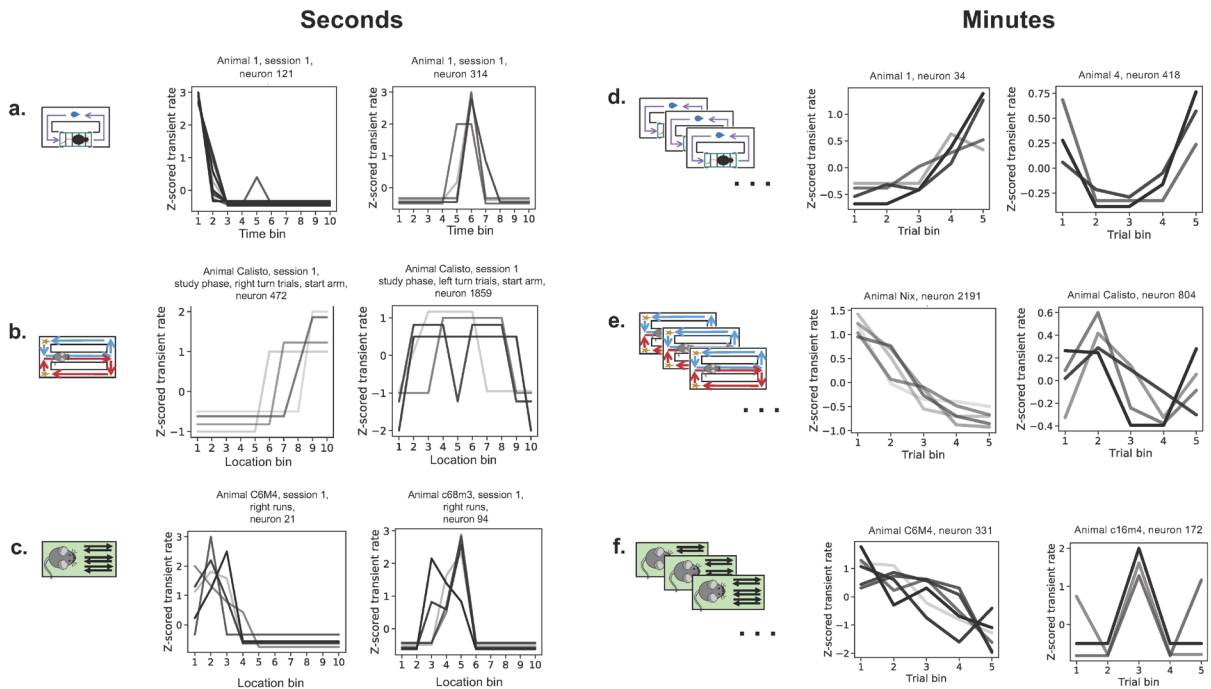 Seconds
Minutes
a.
Animal 1, session 1,
neuron 121
Z-scored transient rate
3
2
1
0
1 2 3 4 5 6 7 8 9 10
Time bin
Animal 1, session 1,
neuron 314
Z-scored transient rate
3
2
1
0
1 2 3 4 5 6 7 8 9 10
Time bin
d.
Animal 1, neuron 34
Z-scored transient rate
1.0
0.5
0.0
−0.5
1 2 3 4 5
Trial bin
Animal 4, neuron 418
Z-scored transient rate
0.75
0.50
0.25
0.00
−0.25
1 2 3 4 5
Trial bin
b.
Animal Calisto, session 1,
study phase, right turn trials, start arm,
neuron 472
Z-scored transient rate
2
1
0
−1
1 2 3 4 5 6 7 8 9 10
Location bin
Animal Calisto, session 1
study phase, left turn trials, start arm,
neuron 1859
Z-scored transient rate
1
0
−1
−2
1 2 3 4 5 6 7 8 9 10
Location bin
e.
Animal Nix, neuron 2191
Z-scored transient rate
1.5
1.0
0.5
0.0
−0.5
−1.0
1 2 3 4 5
Trial bin
Animal Calisto, neuron 804
Z-scored transient rate
0.6
0.4
0.2
0.0
−0.2
−0.4
1 2 3 4 5
Trial bin
c.
Animal C6M4, session 1,
right runs,
neuron 21
Z-scored transient rate
3
2
1
0
1 2 3 4 5 6 7 8 9 10
Location bin
Animal c68m3, session 1,
right runs,
neuron 94
Z-scored transient rate
3
2
1
0
1 2 3 4 5 6 7 8 9 10
Location bin
f.
Animal C6M4, neuron 331
Z-scored transient rate
1
0
−1
−2
1 2 3 4 5
Trial bin
Animal c16m4, neuron 172
Z-scored transient rate
2
1
0
1 2 3 4 5
Trial bin